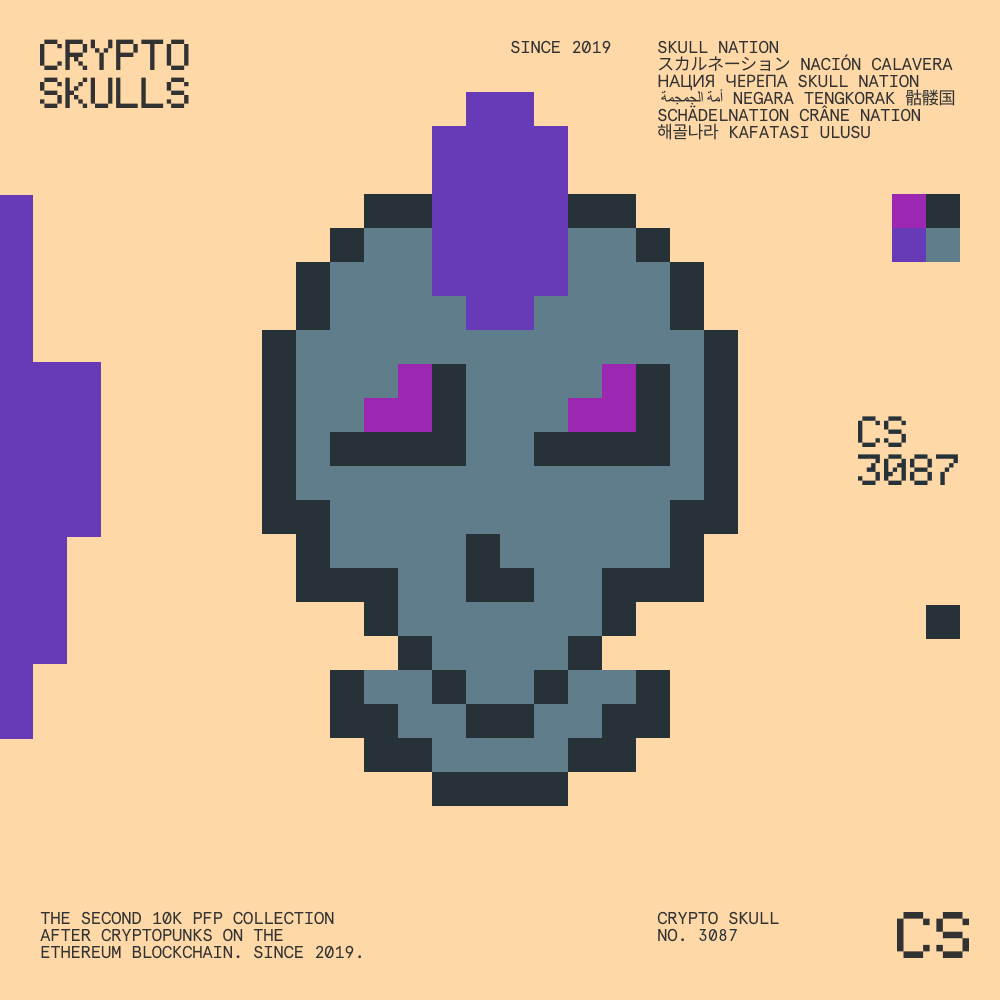 CRYPTO
SKULLS
SINCE 2019
SKULL NATION
スカルネーション NACIÓN CALAVERA
НАЦИЯ ЧЕРЕПА SKULL NATION
أمة الجمجمة NEGARA TENGKORAK 骷髅国
SCHÄDELNATION CRÂNE NATION
해골나라 KAFATASI ULUSU
CS
3087
THE SECOND 10K PFP COLLECTION
AFTER CRYPTOPUNKS ON THE
ETHEREUM BLOCKCHAIN. SINCE 2019.
CRYPTO SKULL
NO. 3087
CS